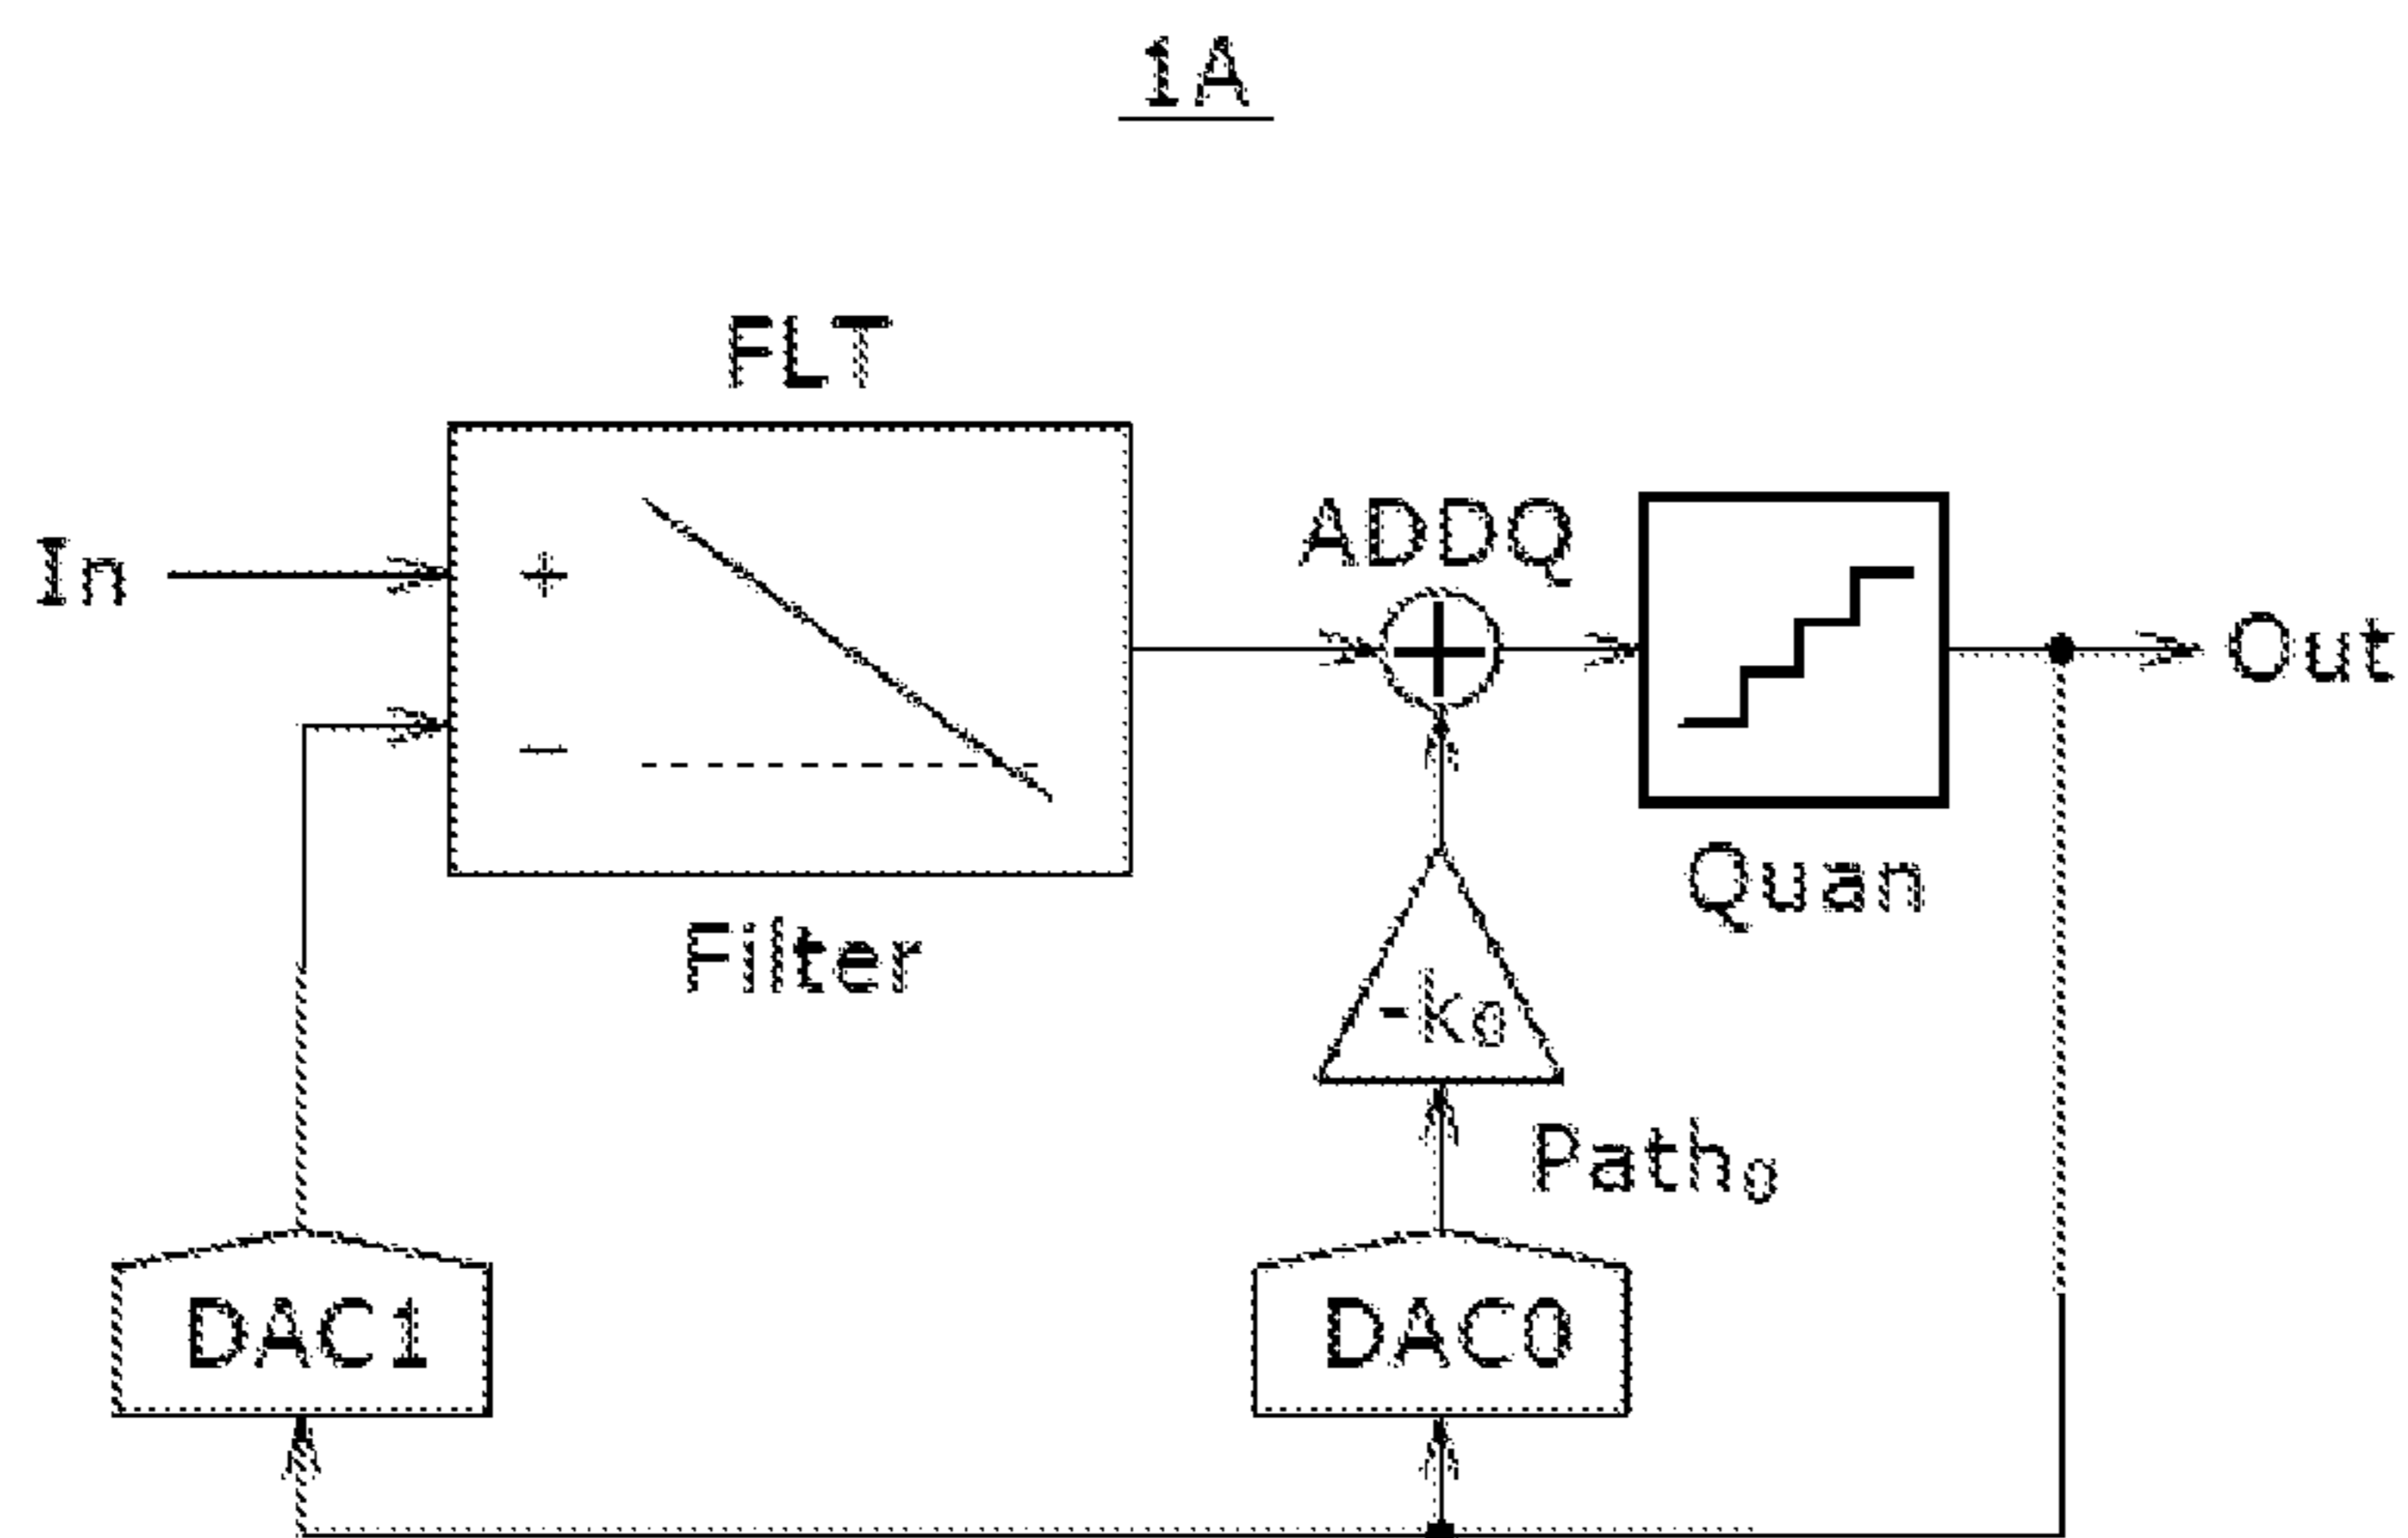 1A
FLT
In
+
−
ADDQ
Out
Quan
Filter
-k₀
Path₀
DAC1
DAC0